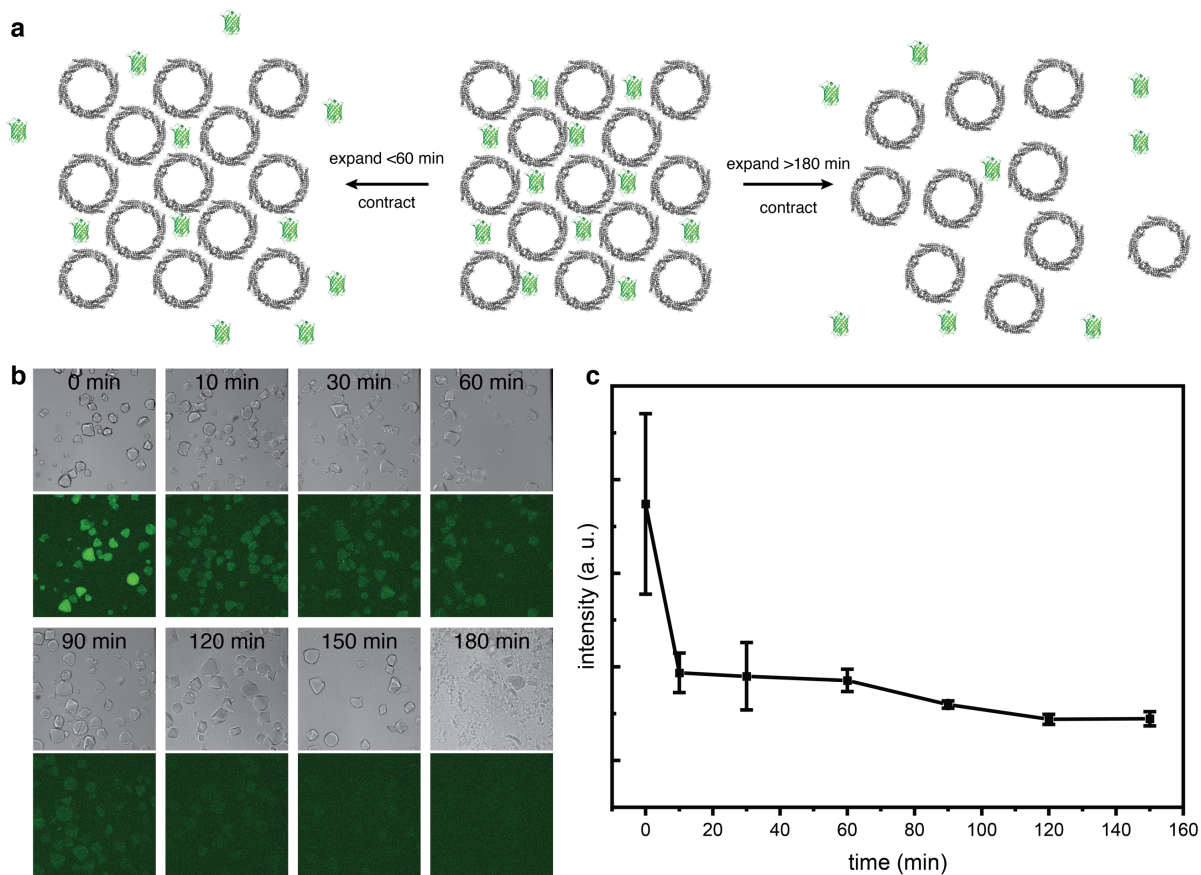 a
expand <60 min
contract
expand >180 min
contract
b
0 min
10 min
30 min
60 min
90 min
120 min
150 min
180 min
c
intensity (a. u.)
0
20
40
60
80
100
120
140
160
time (min)